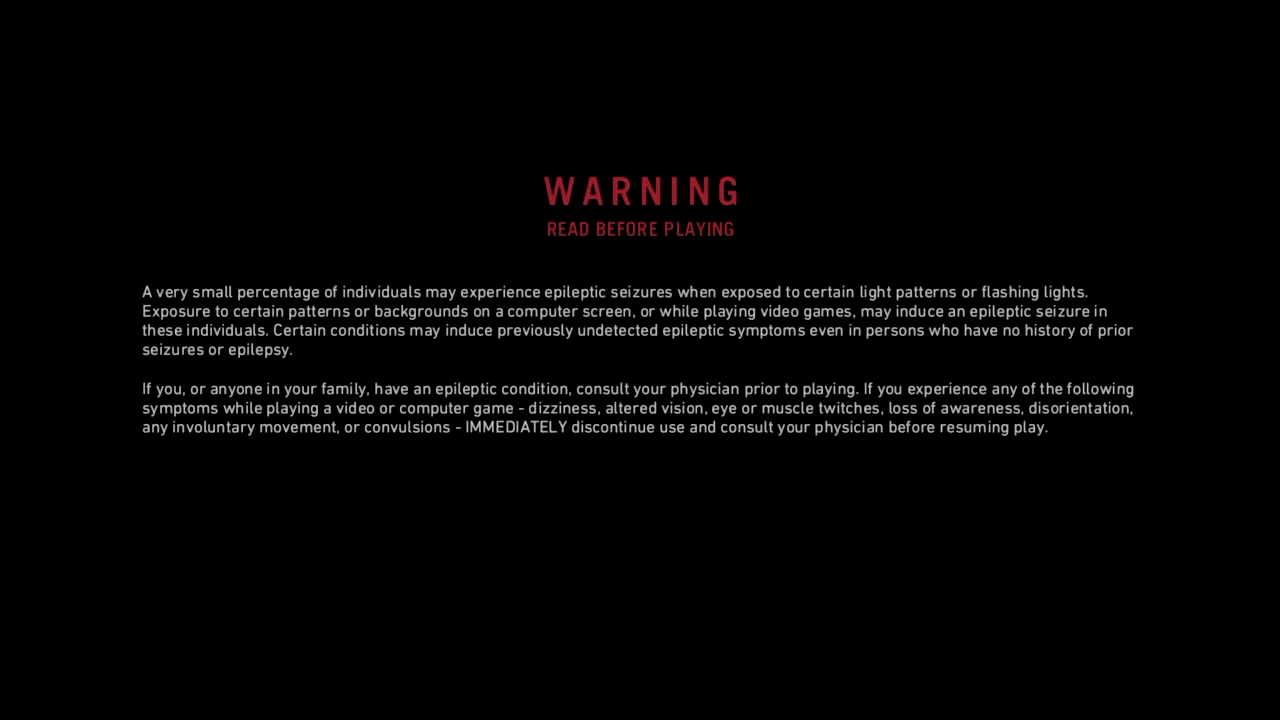 WARNING
READ BEFORE PLAYING
A very small percentage of individuals may experience epileptic seizures when exposed to certain light patterns or flashing lights.
Exposure to certain patterns or backgrounds on a computer screen, or while playing video games, may induce an epileptic seizure in
these individuals. Certain conditions may induce previously undetected epileptic symptoms even in persons who have no history of prior
seizures or epilepsy.
If you, or anyone in your family, have an epileptic condition, consult your physician prior to playing. If you experience any of the following
symptoms while playing a video or computer game - dizziness, altered vision, eye or muscle twitches, loss of awareness, disorientation,
any involuntary movement, or convulsions - IMMEDIATELY discontinue use and consult your physician before resuming play.